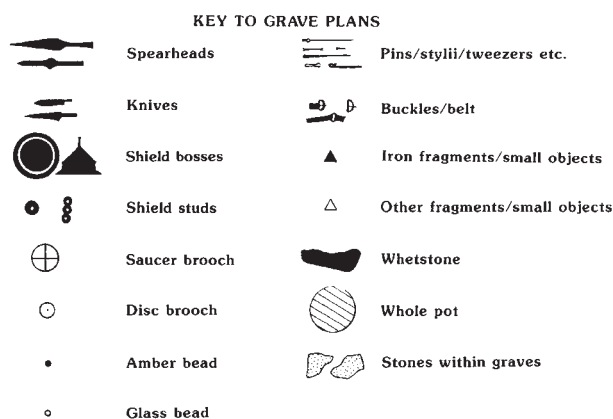 KEY TO GRAVE PLANS
Spearheads
Knives
Shield bosses
Shield studs
Saucer brooch
Disc brooch
Amber bead
Glass bead
Pins/stylii/tweezers etc.
Buckles/belt
Iron fragments/small objects
Other fragments/small objects
Whetstone
Whole pot
Stones within graves